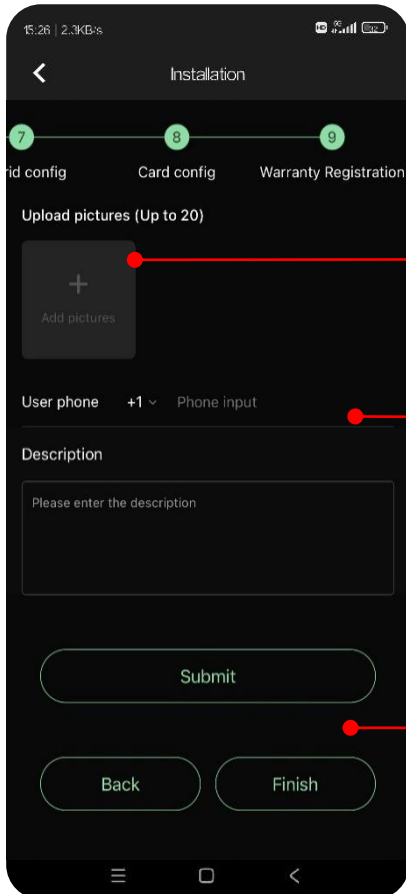 15:26 | 2.3KB/s
Installation
7 8 9
rid config Card config Warranty Registration
Upload pictures (Up to 20)
+
Add pictures
User phone +1 Phone input
Description
Please enter the description
Submit
Back Finish